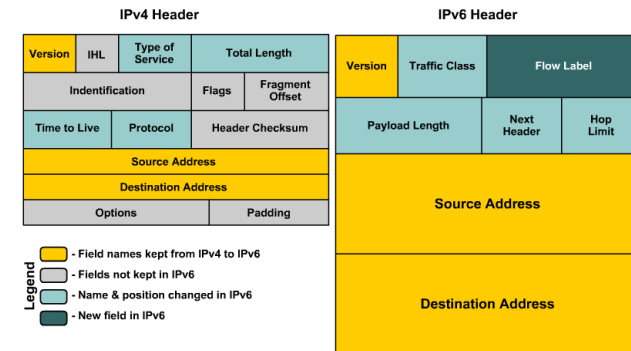 IPv4 Header
IPv6 Header
Version
IHL
Type of
Service
Total Length
Indentification
Flags
Fragment
Offset
Time to Live
Protocol
Header Checksum
Source Address
Destination Address
Options
Padding
Legend
- Field names kept from IPv4 to IPv6
- Fields not kept in IPv6
- Name & position changed in IPv6
- New field in IPv6
Version
Traffic Class
Flow Label
Payload Length
Next
Header
Hop
Limit
Source Address
Destination Address